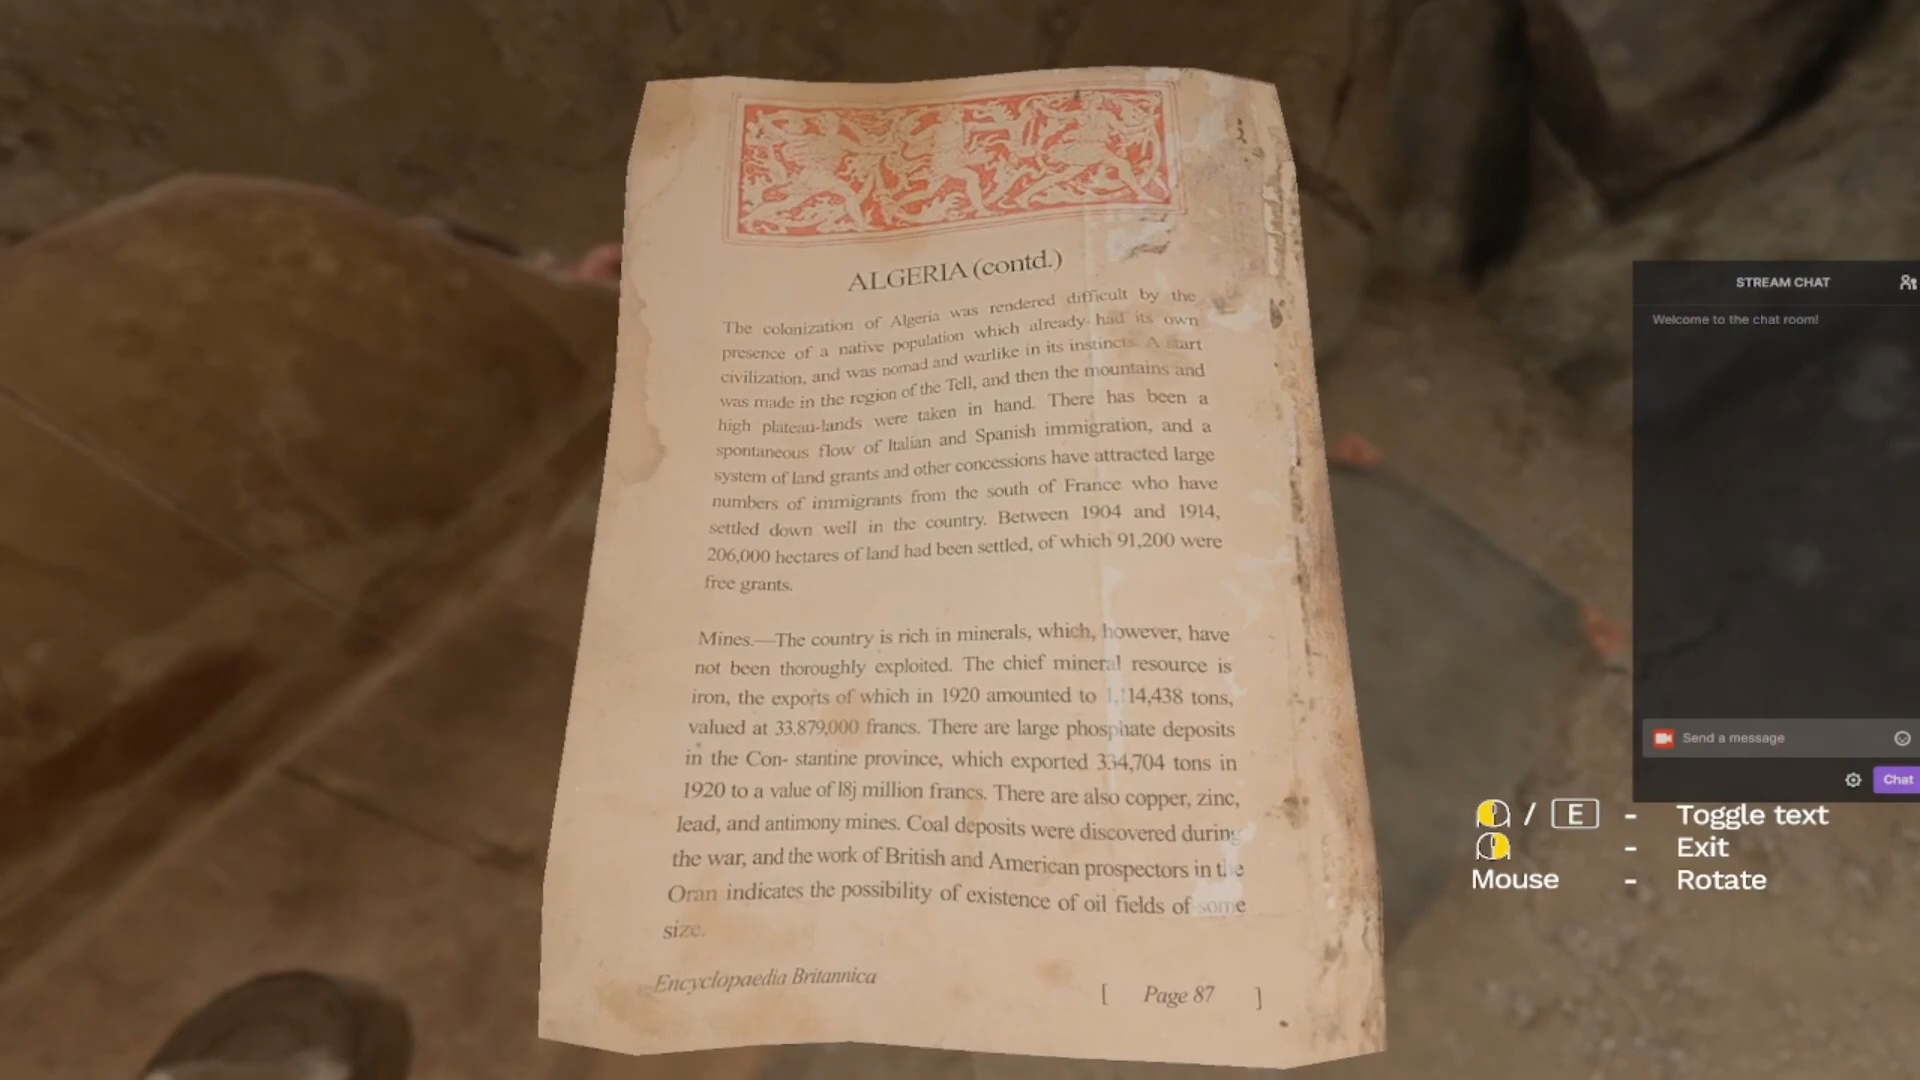 ALGERIA (contd.)
The colonization of Algeria was rendered difficult by the
presence of a native population which already had its own
civilization, and was nomad and warlike in its instincts. A start
was made in the region of the Tell, and then the mountains and
high plateau-lands were taken in hand. There has been a
spontaneous flow of Italian and Spanish immigration, and a
system of land grants and other concessions have attracted large
numbers of immigrants from the south of France who have
settled down well in the country. Between 1904 and 1914,
206,000 hectares of land had been settled, of which 91,200 were
free grants.
Mines.—The country is rich in minerals, which, however, have
not been thoroughly exploited. The chief mineral resource is
iron, the exports of which in 1920 amounted to 1,114,438 tons,
valued at 33.879,000 francs. There are large phosphate deposits
in the Con- stantine province, which exported 334,704 tons in
1920 to a value of l8j million francs. There are also copper, zinc,
lead, and antimony mines. Coal deposits were discovered during
the war, and the work of British and American prospectors in the
Oran indicates the possibility of existence of oil fields of some
size.
Encyclopaedia Britannica
[ Page 87 ]
STREAM CHAT
Welcome to the chat room!
Send a message
Chat
/ E - Toggle text
- Exit
Mouse - Rotate